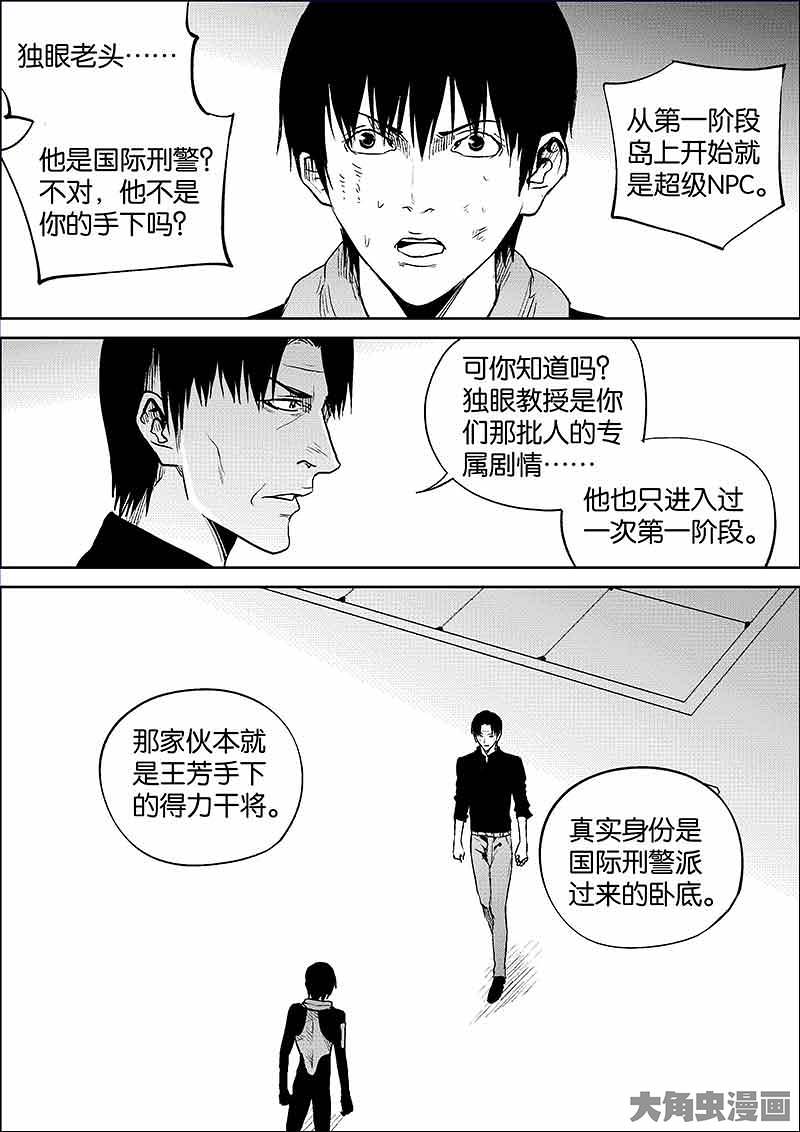 独眼老头……
他是国际刑警?
不对，他不是
你的手下吗?
从第一阶段
岛上开始就
是超级NPC。
可你知道吗?
独眼教授是你
们那批人的专
属剧情……
他也只进入过
一次第一阶段。
那家伙本就
是王芳手下
的得力干将。
真实身份是
国际刑警派
过来的卧底。
大角虫漫画